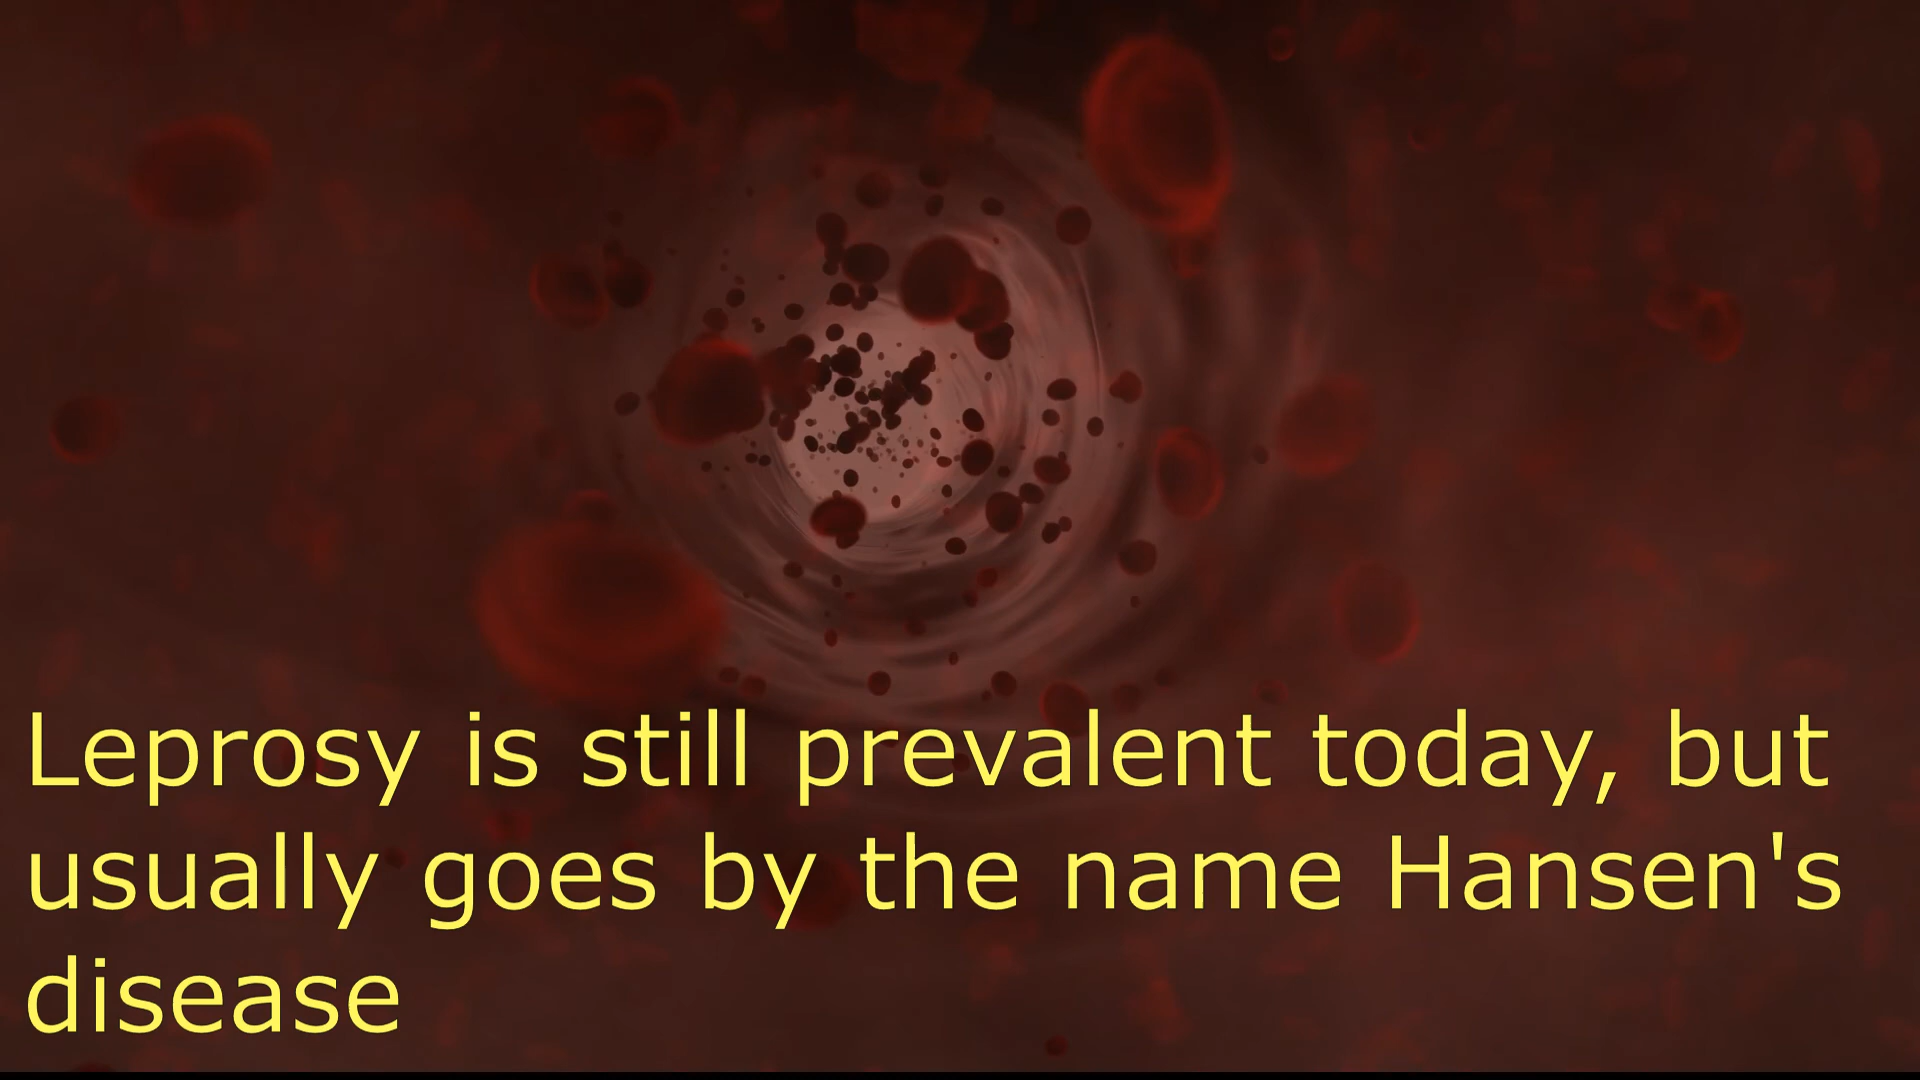 Leprosy is still prevalent today, but
usually goes by the name Hansen's
disease